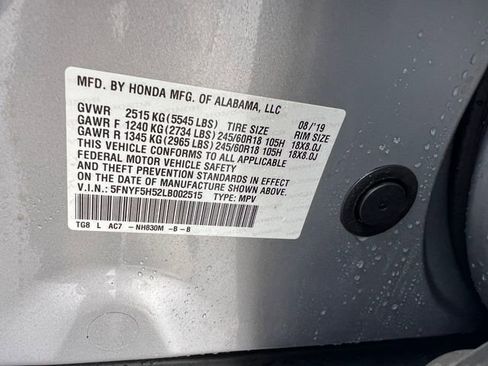 MFD. BY HONDA MFG. OF ALABAMA, LLC
GVWR 2515 KG (5545 LBS) TIRE SIZE 08/'19 RIM SIZE
GAWR F 1240 KG (2734 LBS) 245/60R18 105H 18X8.0J
GAWR R 1345 KG (2965 LBS) 245/60R18 105H 18X8.0J
THIS VEHICLE CONFORMS TO ALL APPLICABLE
FEDERAL MOTOR VEHICLE SAFETY AND
THEFT PREVENTION STANDARDS IN EFFECT
ON THE DATE OF MANUFACTURE SHOWN ABOVE.
V.I.N.: 5FNYF5H52LB002515 TYPE: MPV
TG8 L AC7 -NH830M -B -B